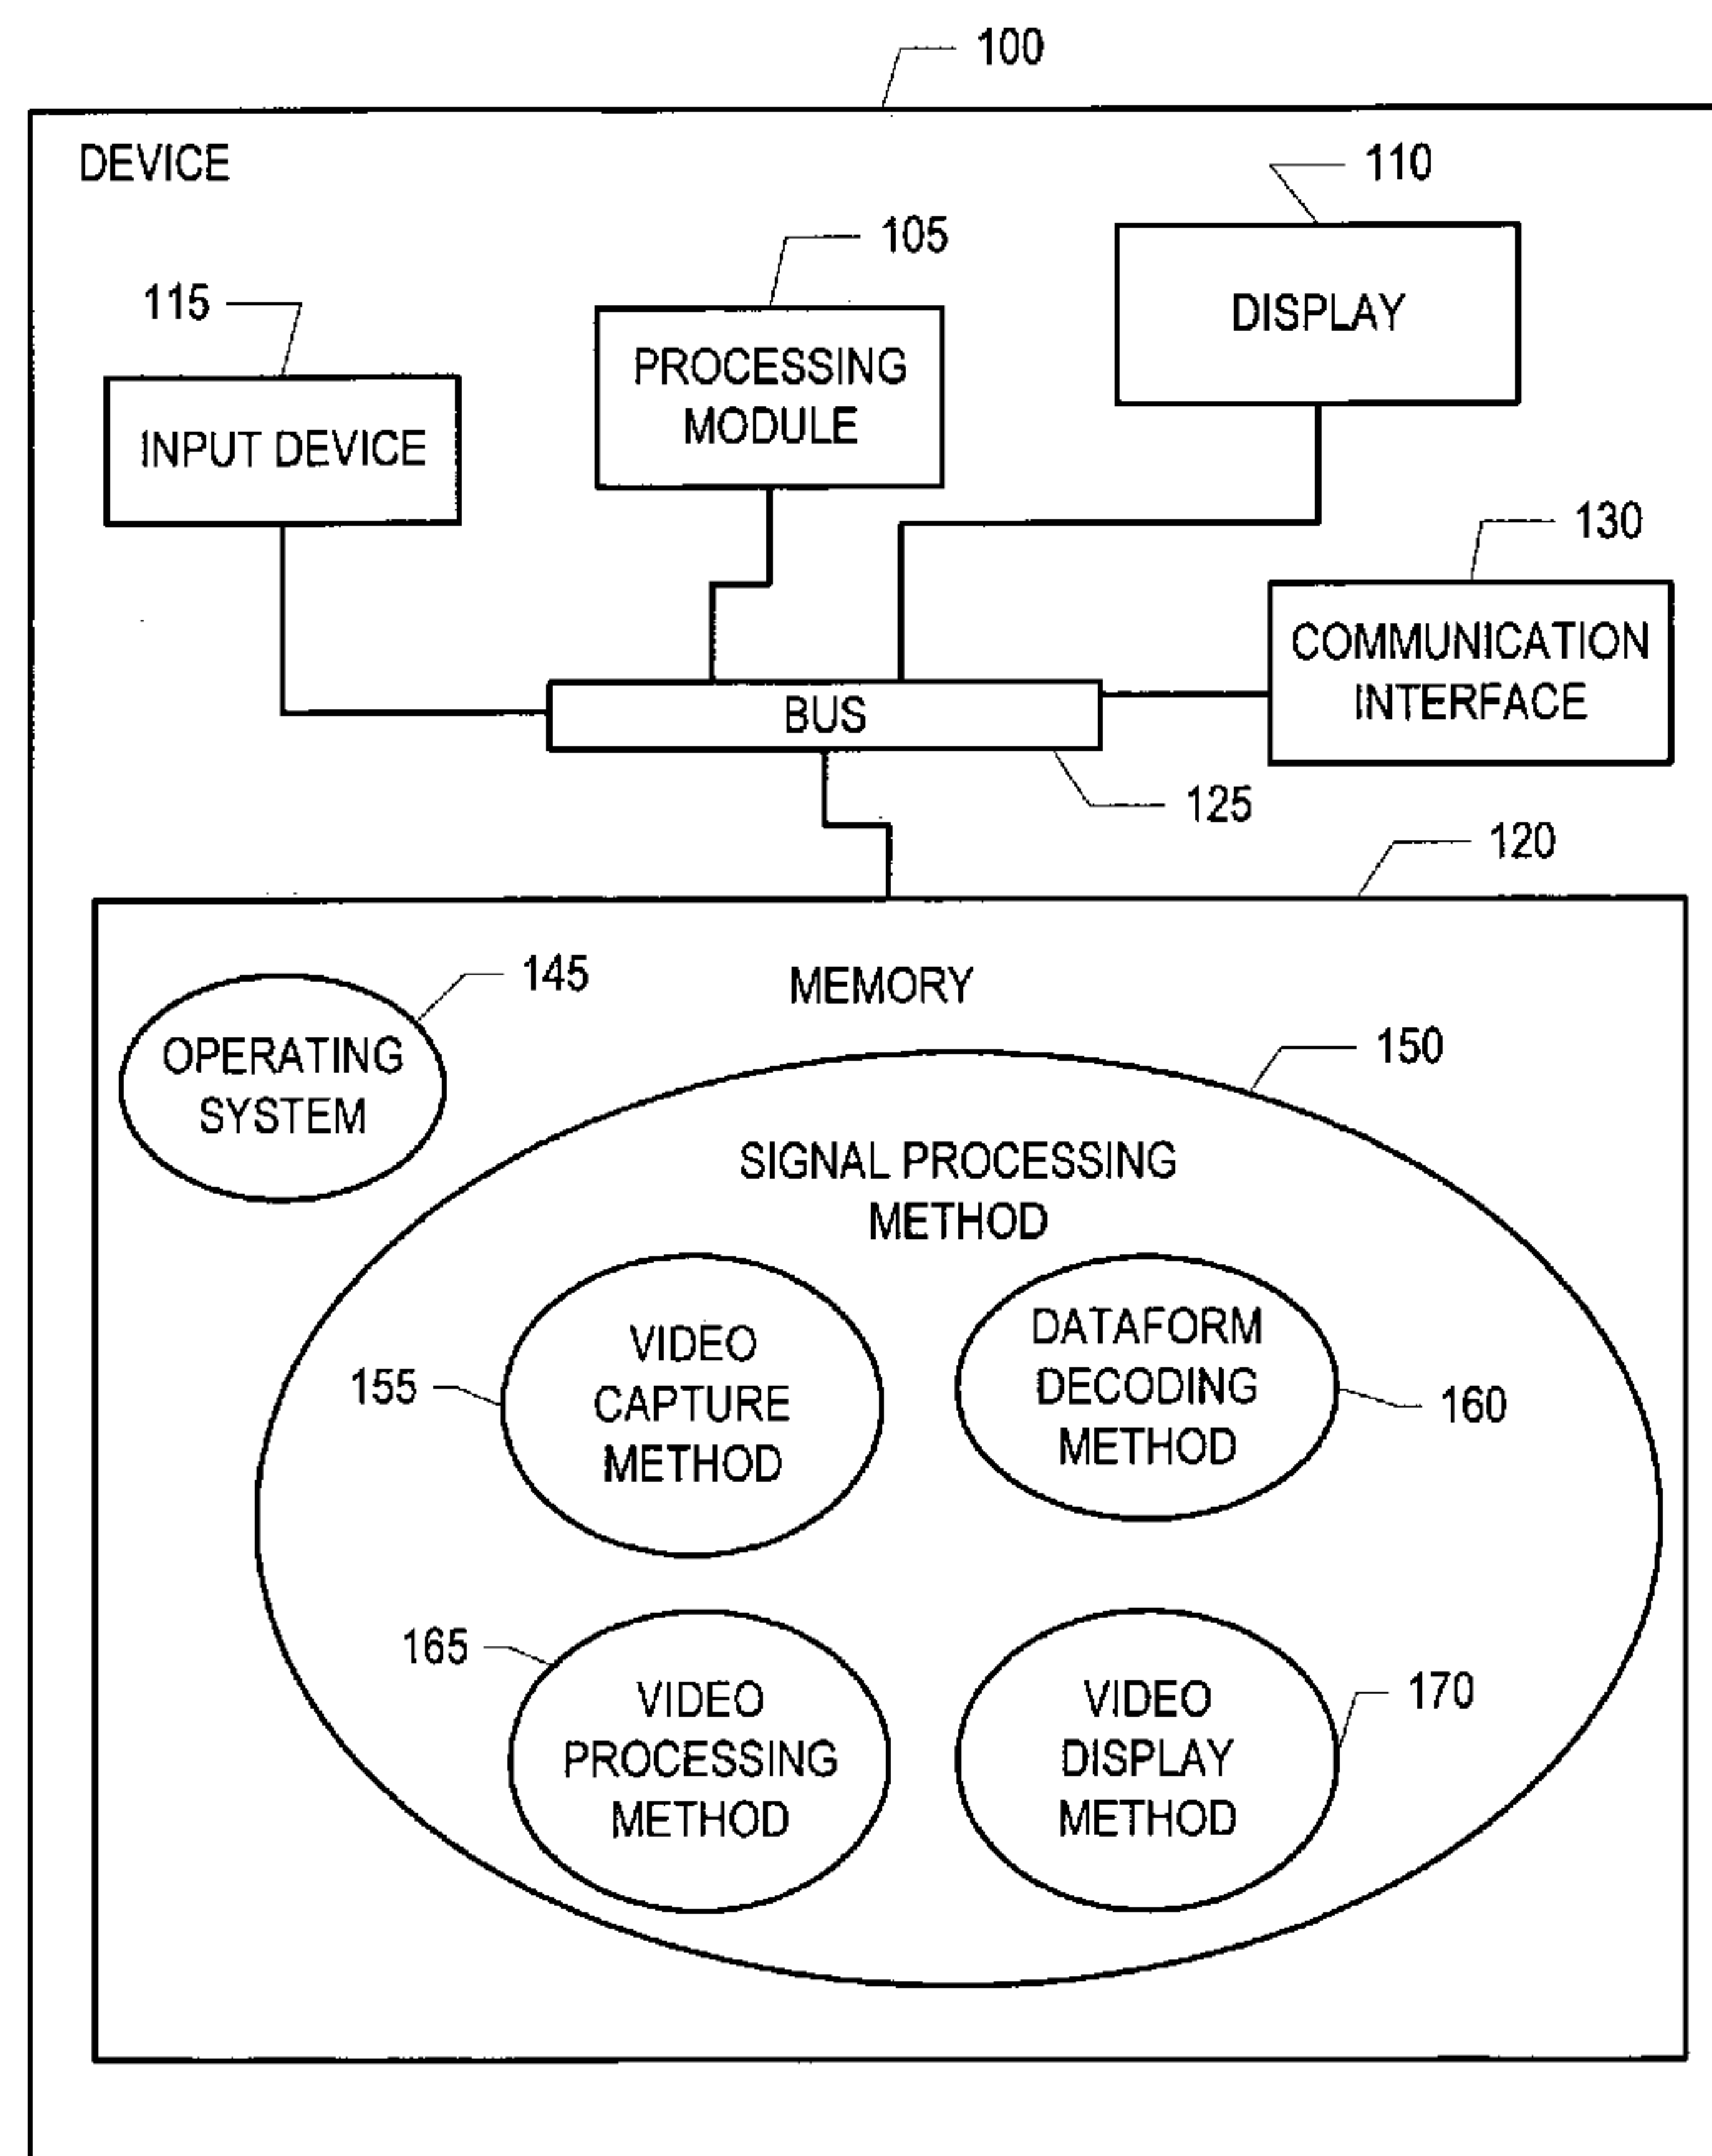 100
DEVICE
110
105
115
DISPLAY
PROCESSING
MODULE
INPUT DEVICE
130
COMMUNICATION
INTERFACE
BUS
125
120
145
MEMORY
OPERATING
SYSTEM
150
SIGNAL PROCESSING
METHOD
155
VIDEO
CAPTURE
METHOD
DATAFORM
DECODING
METHOD
160
165
VIDEO
PROCESSING
METHOD
VIDEO
DISPLAY
METHOD
170